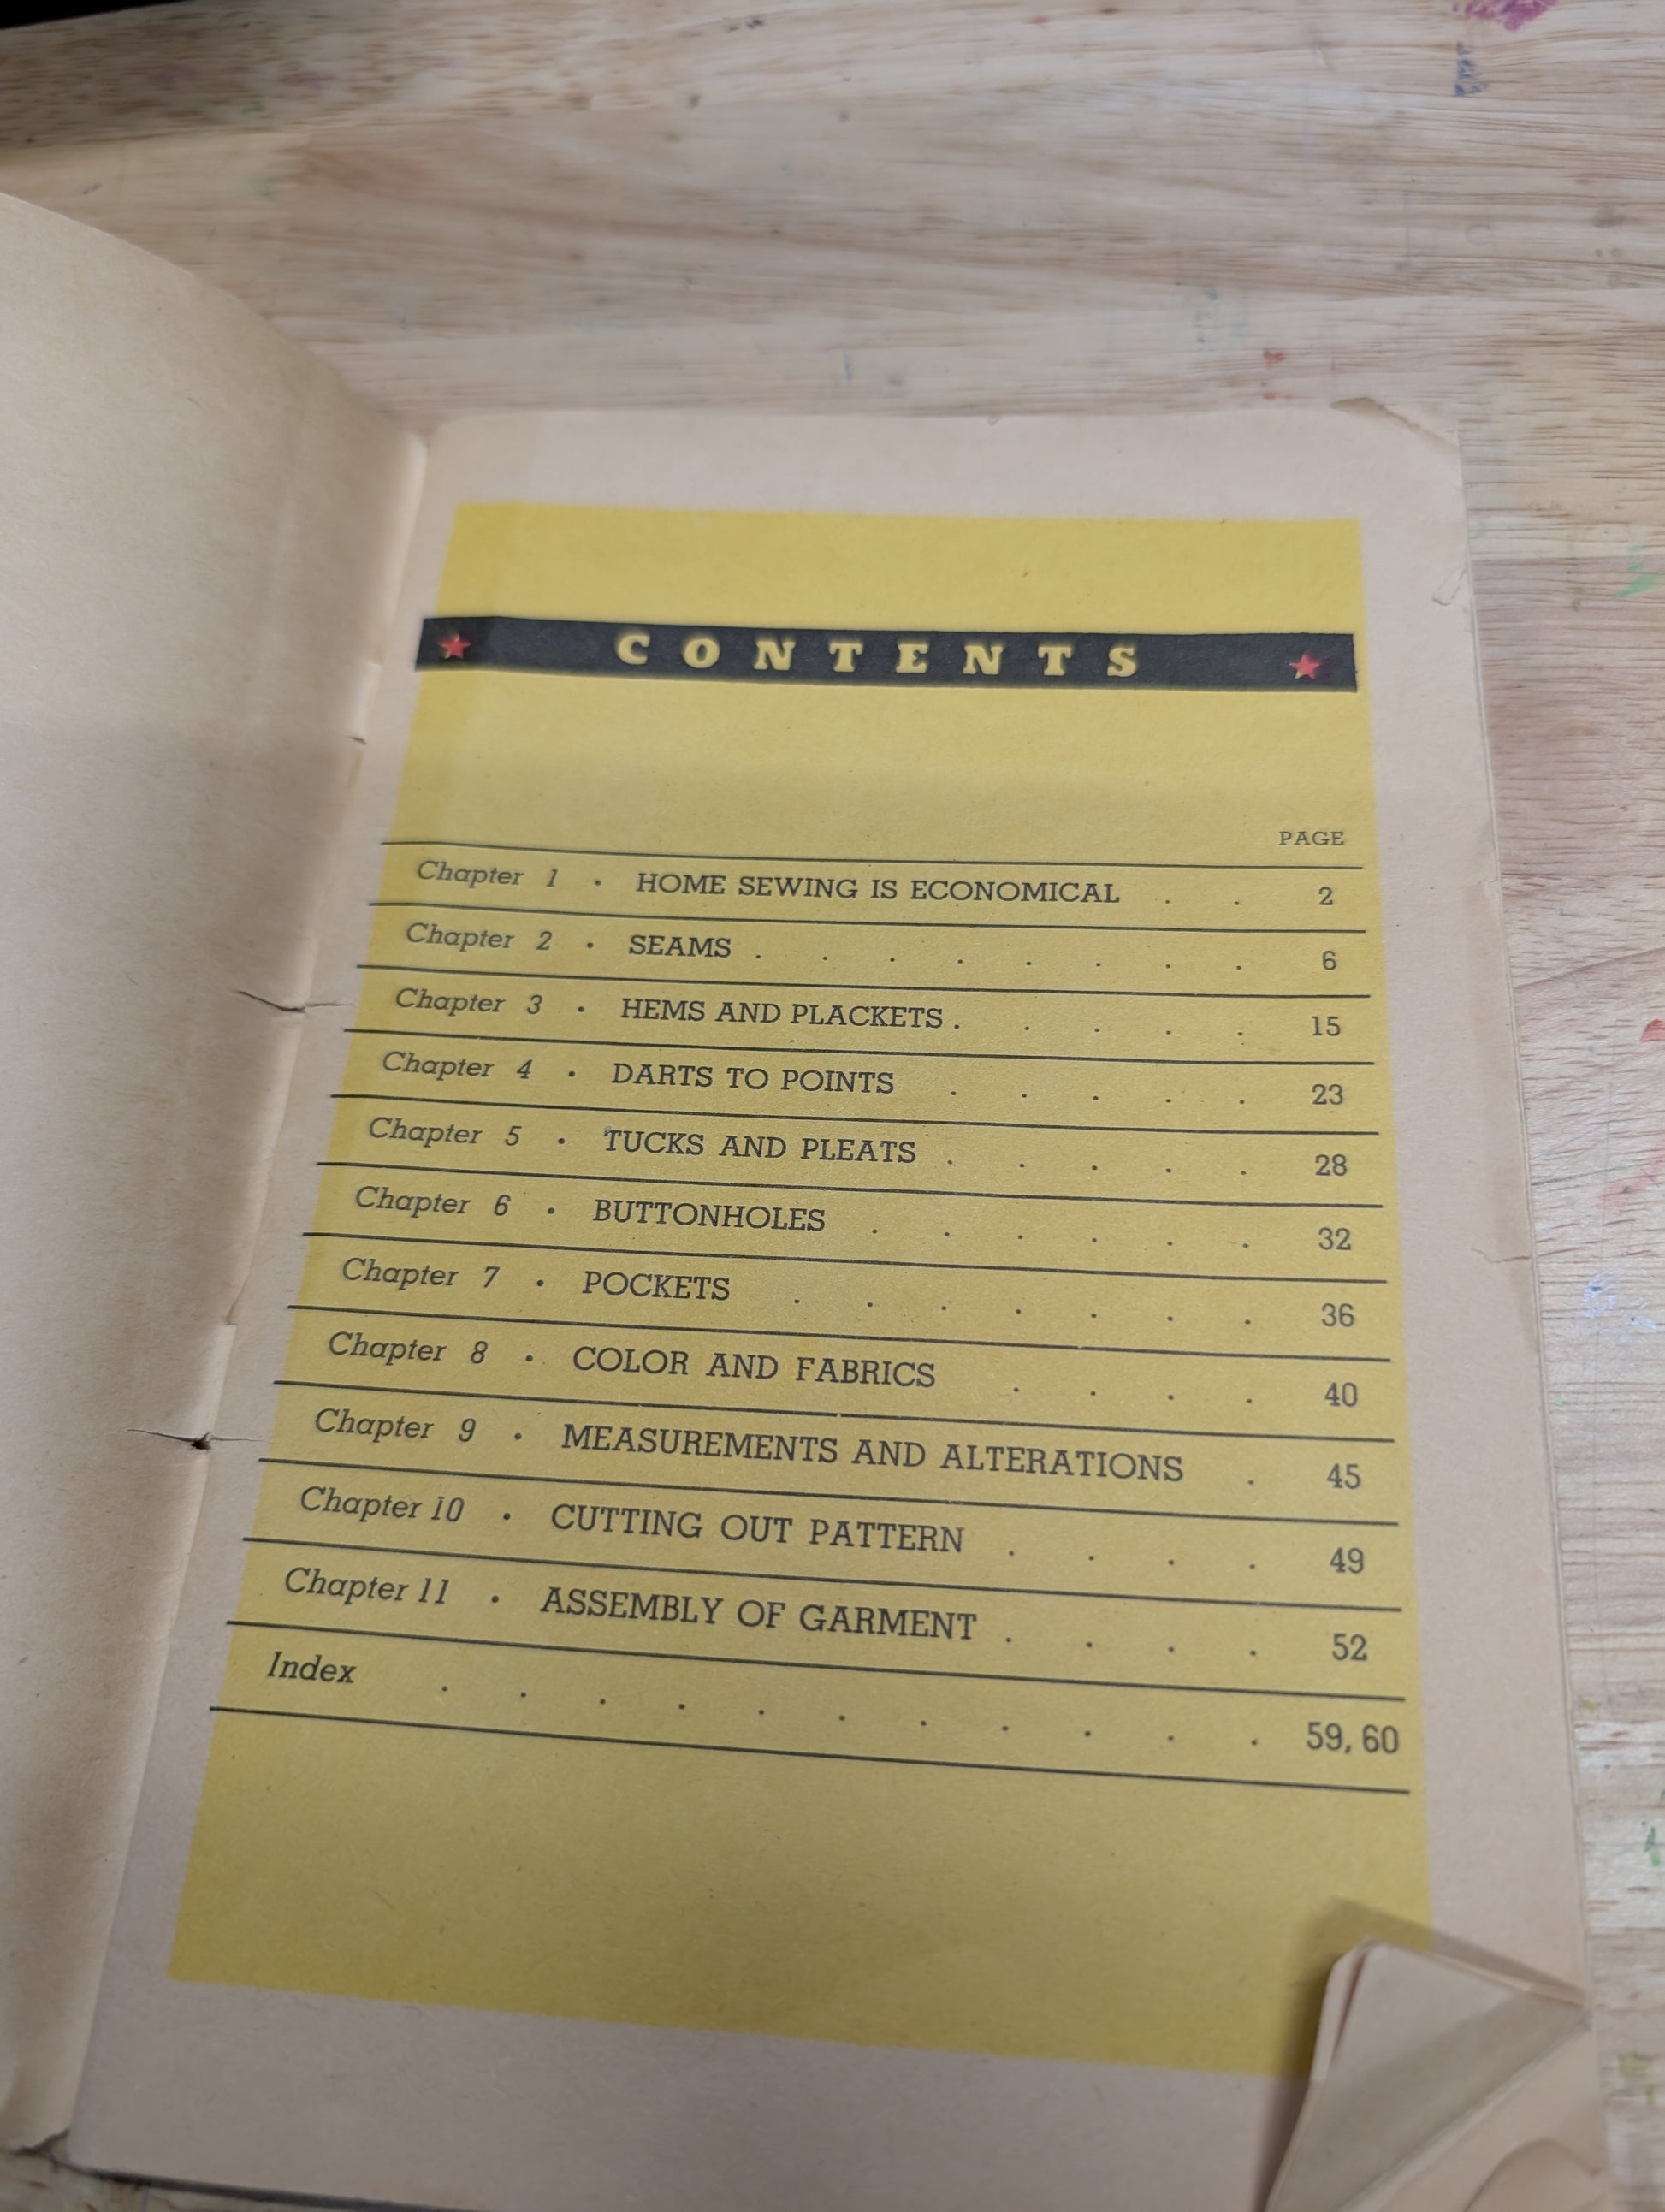 CONTENTS
PAGE
Chapter 1 • HOME SEWING IS ECONOMICAL . . 2
Chapter 2 • SEAMS . . . . . . . . 6
Chapter 3 • HEMS AND PLACKETS . . . . . 15
Chapter 4 • DARTS TO POINTS . . . . . 23
Chapter 5 • TUCKS AND PLEATS . . . . . 28
Chapter 6 • BUTTONHOLES . . . . . . 32
Chapter 7 • POCKETS . . . . . . . 36
Chapter 8 • COLOR AND FABRICS . . . . 40
Chapter 9 • MEASUREMENTS AND ALTERATIONS . 45
Chapter 10 • CUTTING OUT PATTERN . . . . 49
Chapter 11 • ASSEMBLY OF GARMENT . . . . 52
Index . . . . . . . . . . . 59, 60